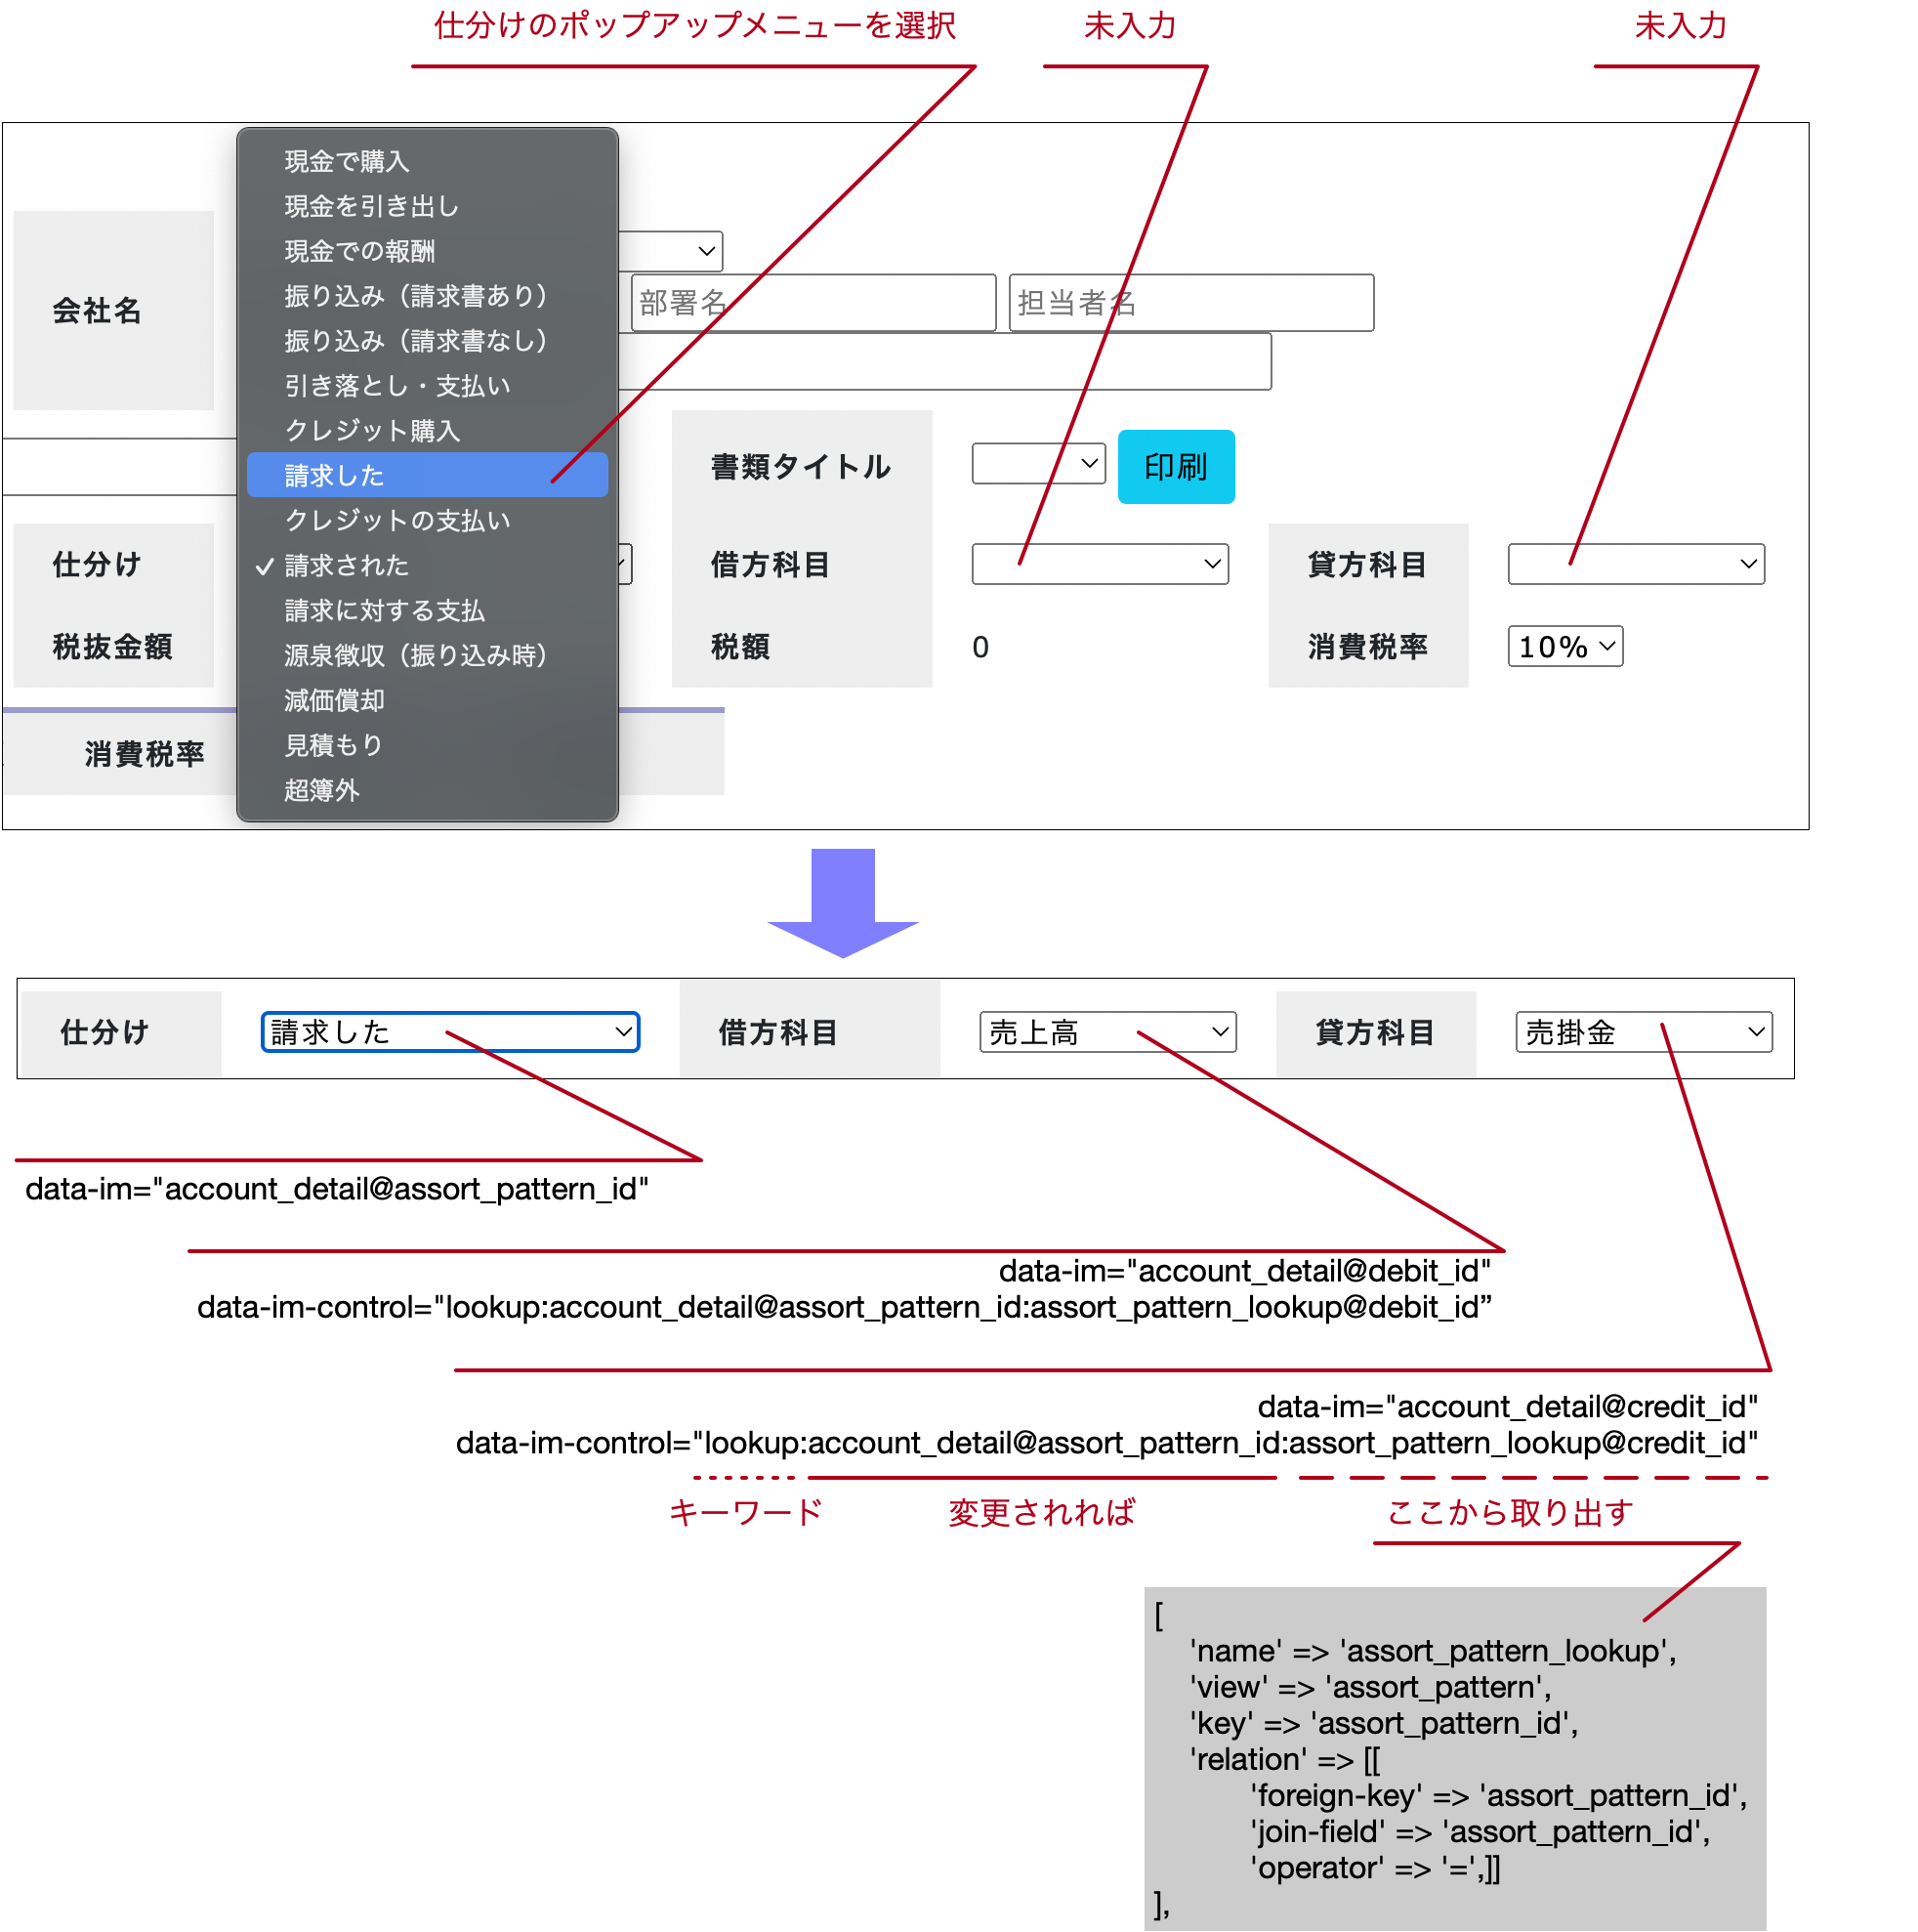 仕分けのポップアップメニューを選択
未入力
未入力
現金で購入
現金を引き出し
現金での報酬
振り込み（請求書あり）
振り込み（請求書なし）
引き落とし・支払い
クレジット購入
請求した
クレジットの支払い
✓ 請求された
請求に対する支払
源泉徴収（振り込み時）
減価償却
見積もり
超簿外
会社名
部署名
担当者名
書類タイトル
印刷
仕分け
借方科目
貸方科目
税抜金額
税額
0
消費税率
10%
消費税率
仕分け
請求した
借方科目
売上高
貸方科目
売掛金
data-im="account_detail@assort_pattern_id"
data-im="account_detail@debit_id"
data-im-control="lookup:account_detail@assort_pattern_id:assort_pattern_lookup@debit_id”
data-im="account_detail@credit_id"
data-im-control="lookup:account_detail@assort_pattern_id:assort_pattern_lookup@credit_id"
キーワード
変更されれば
ここから取り出す
[
'name' => 'assort_pattern_lookup',
'view' => 'assort_pattern',
'key' => 'assort_pattern_id',
'relation' => [[
'foreign-key' => 'assort_pattern_id',
'join-field' => 'assort_pattern_id',
'operator' => '=',]]
],